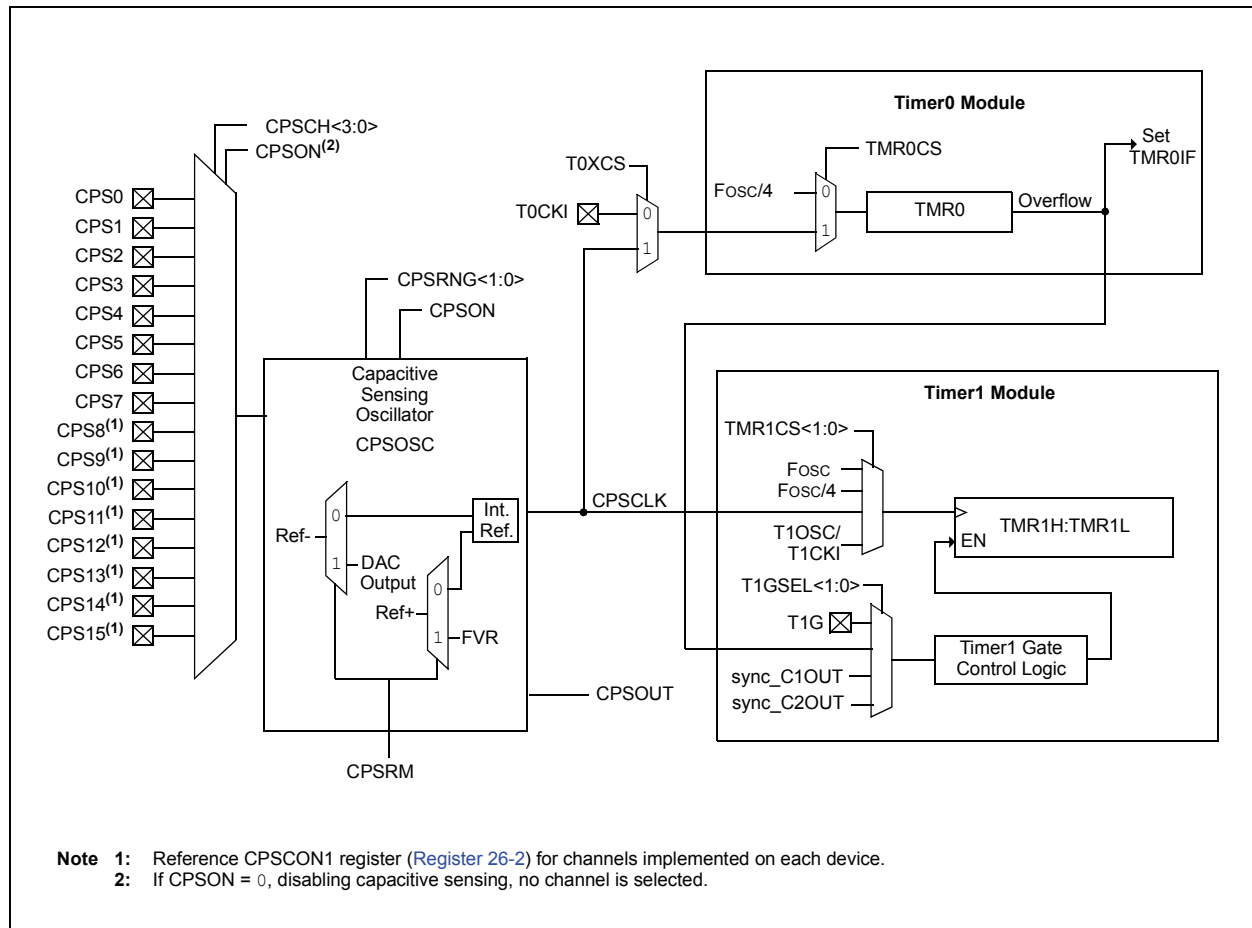 CPSCH<3:0>
CPSON(2)
CPS0
CPS1
CPS2
CPS3
CPS4
CPS5
CPS6
CPS7
CPS8(1)
CPS9(1)
CPS10(1)
CPS11(1)
CPS12(1)
CPS13(1)
CPS14(1)
CPS15(1)
CPSRNG<1:0>
CPSON
Capacitive
Sensing
Oscillator
CPSOSC
0
Ref-
1
DAC
Output
Int.
Ref.
0
Ref+
1
FVR
CPSRM
CPSCLK
CPSOUT
T0XCS
T0CKI
0
1
Timer0 Module
TMR0CS
FOSC/4
0
1
TMR0
Overflow
Set
TMR0IF
Timer1 Module
TMR1CS<1:0>
FOSC
FOSC/4
T1OSC/
T1CKI
TMR1H:TMR1L
EN
T1GSEL<1:0>
T1G
sync_C1OUT
sync_C2OUT
Timer1 Gate
Control Logic
Note 1: Reference CPSCON1 register (Register 26-2) for channels implemented on each device.
2: If CPSON = 0, disabling capacitive sensing, no channel is selected.